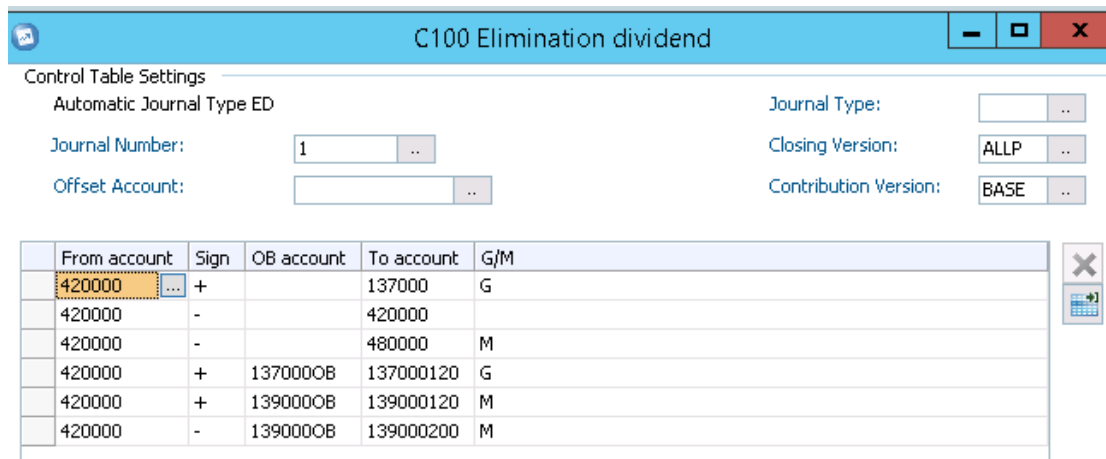 C100 Elimination dividend
Control Table Settings
Automatic Journal Type ED
Journal Type: ..
Journal Number: 1 ..
Closing Version: ALLP ..
Offset Account: ..
Contribution Version: BASE ..
From account Sign OB account To account G/M
420000 ... + 137000 G
420000 - 420000
420000 - 480000 M
420000 + 137000OB 137000120 G
420000 + 139000OB 139000120 M
420000 - 139000OB 139000200 M